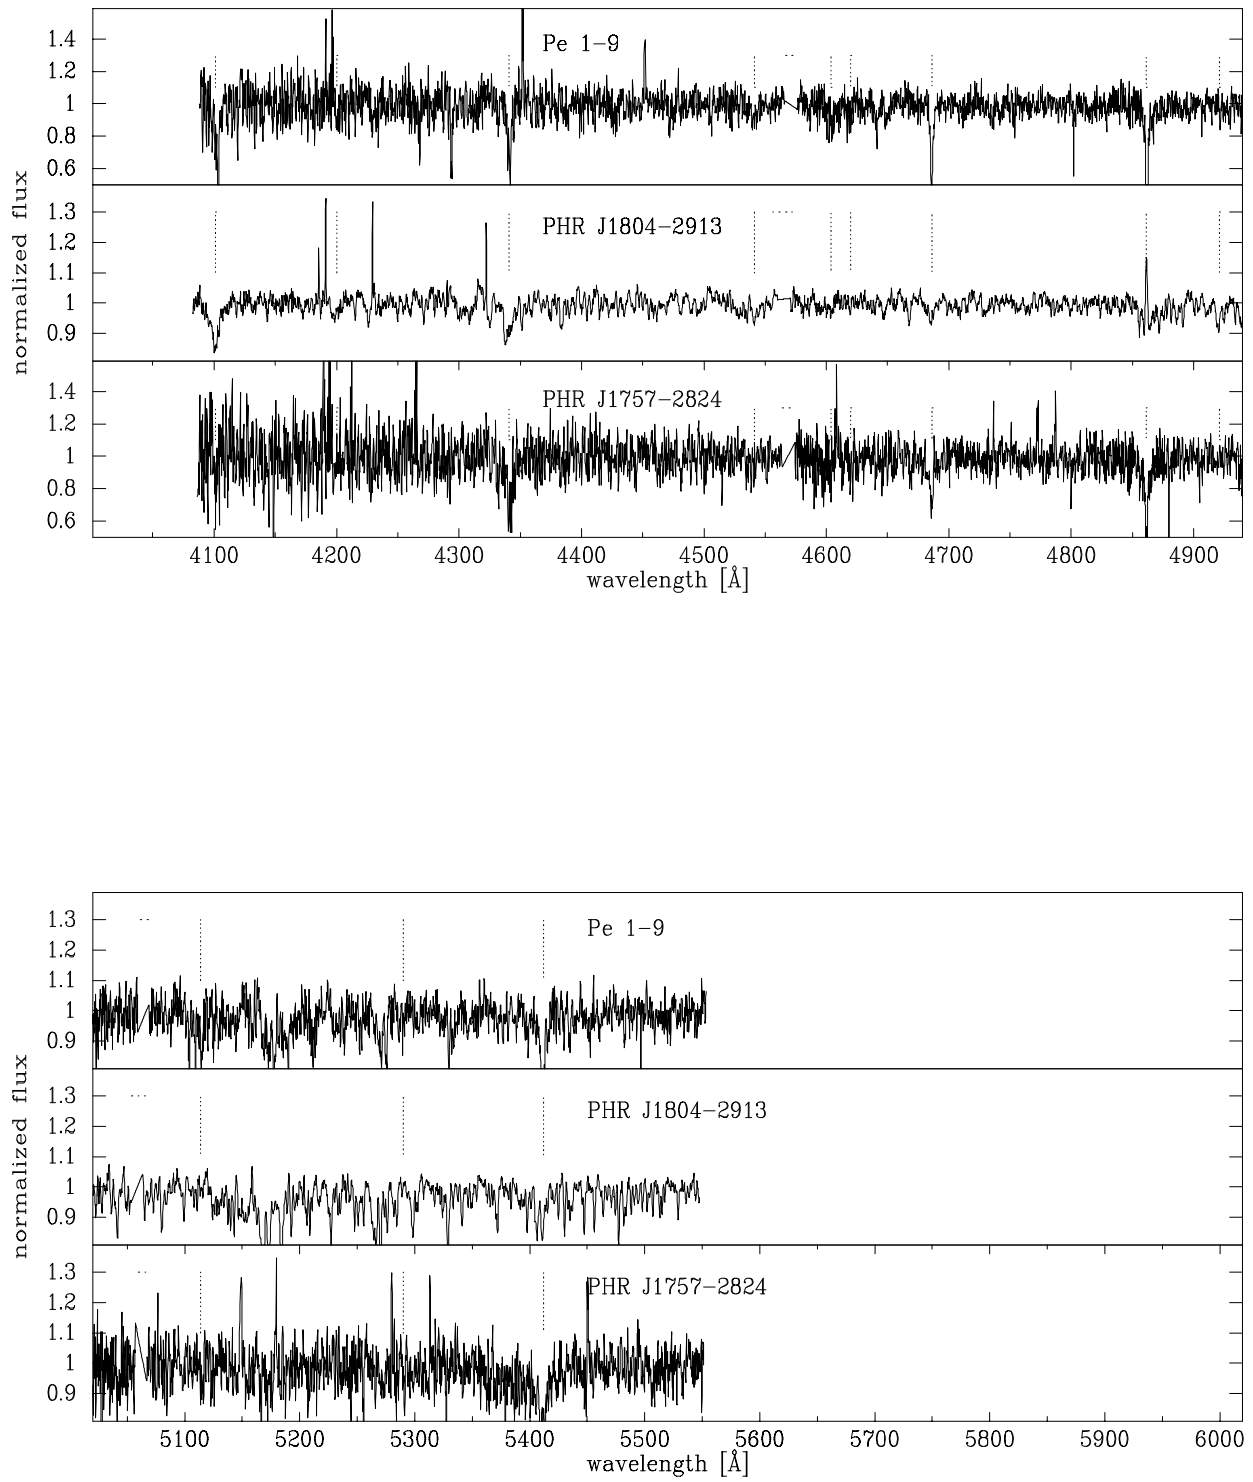 Pe 1-9
1.4
1.2
1
0.8
0.6
PHR J1804-2913
1.3
1.2
1.1
1
0.9
normalized flux
PHR J1757-2824
1.4
1.2
1
0.8
0.6
4100 4200 4300 4400 4500 4600 4700 4800 4900
wavelength [Å]
Pe 1-9
1.3
1.2
1.1
1
0.9
PHR J1804-2913
1.3
1.2
1.1
1
0.9
normalized flux
PHR J1757-2824
1.3
1.2
1.1
1
0.9
5100 5200 5300 5400 5500 5600 5700 5800 5900 6000
wavelength [Å]